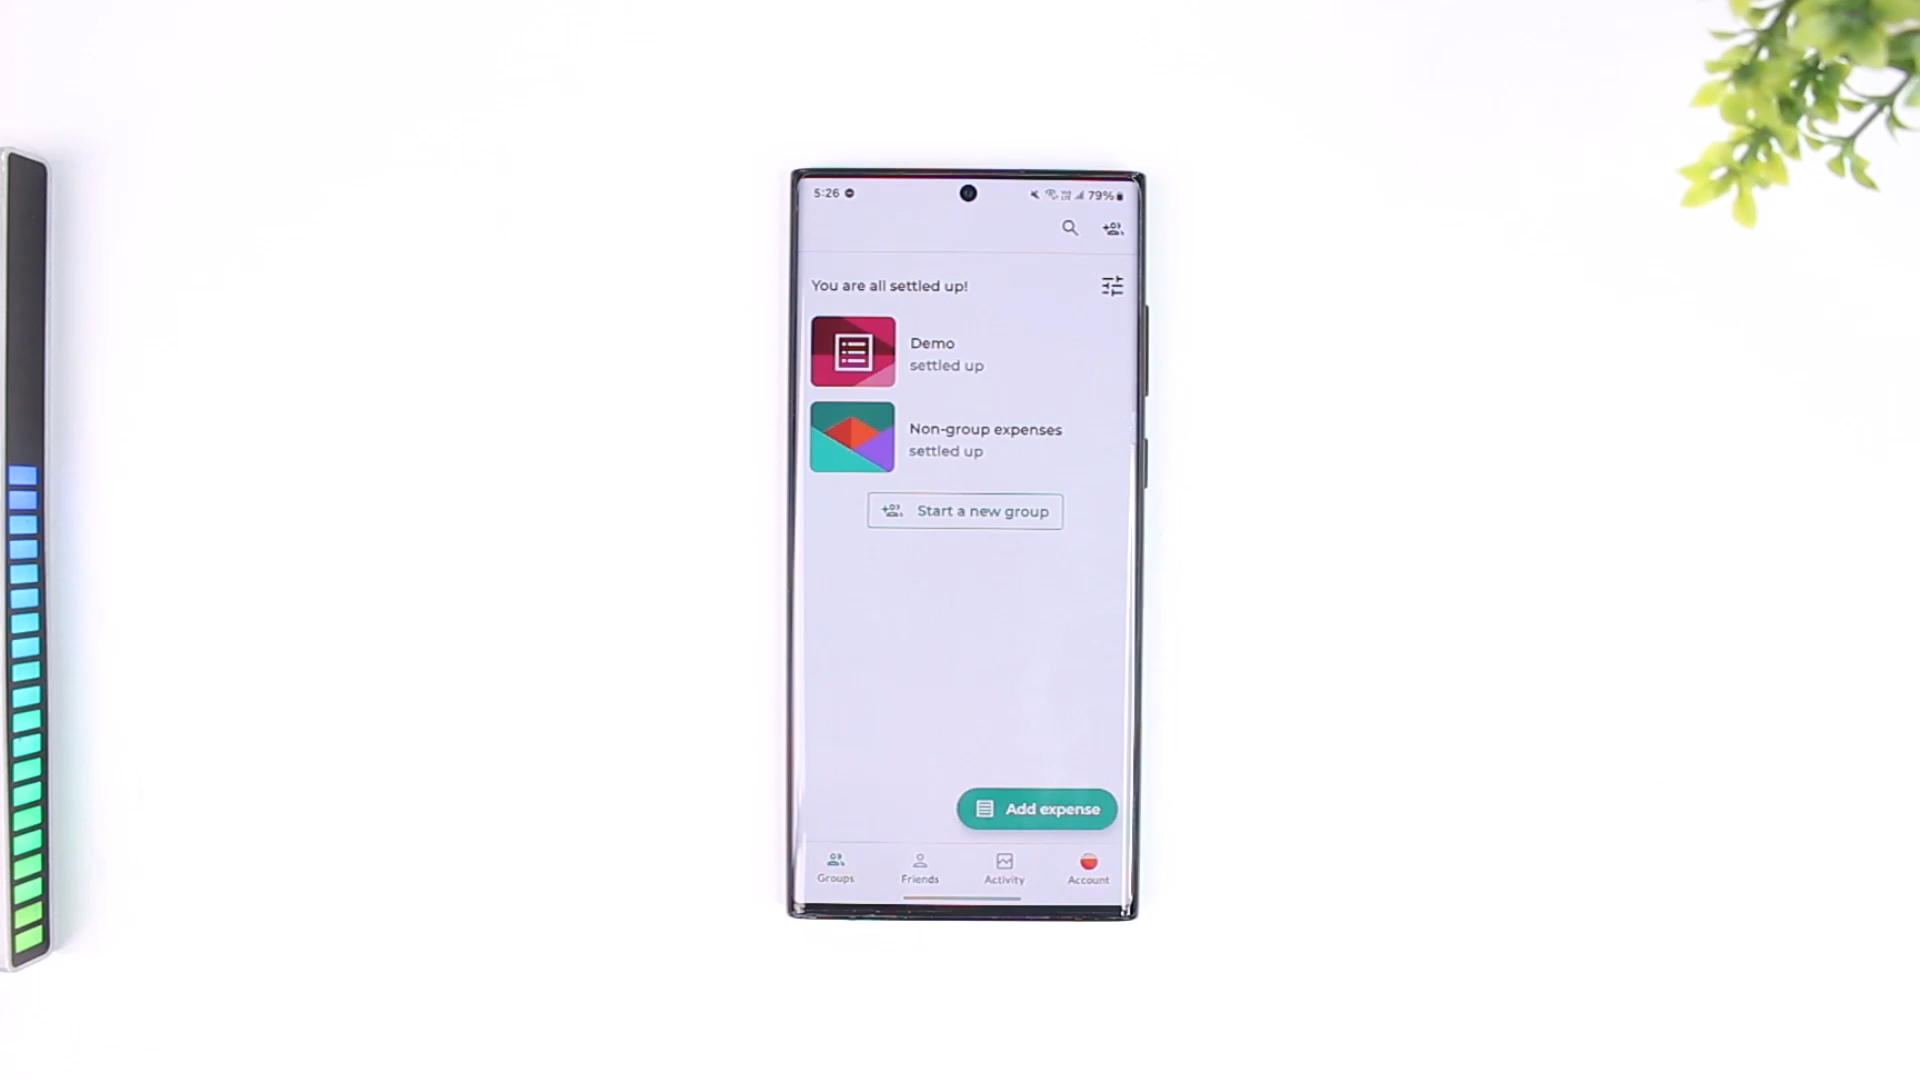 5:26
79%
You are all settled up!
Demo
settled up
Non-group expenses
settled up
Start a new group
Add expense
Groups
Friends
Activity
Account